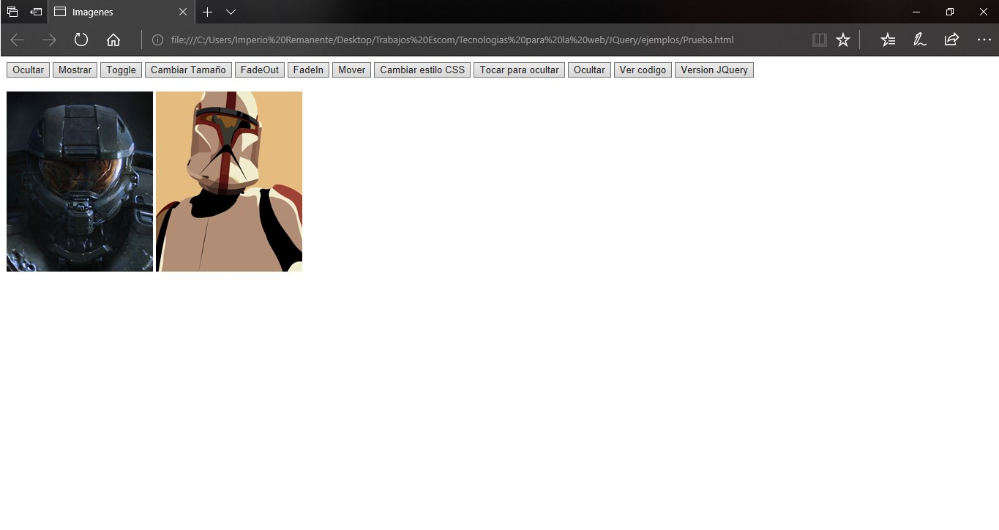 Imagenes
file:///C:/Users/Imperio%20Remanente/Desktop/Trabajos%20Escom/Tecnologias%20para%20la%20web/JQuery/ejemplos/Prueba.html
Ocultar Mostrar Toggle Cambiar Tamaño FadeOut FadeIn Mover Cambiar estilo CSS Tocar para ocultar Ocultar Ver codigo Version JQuery